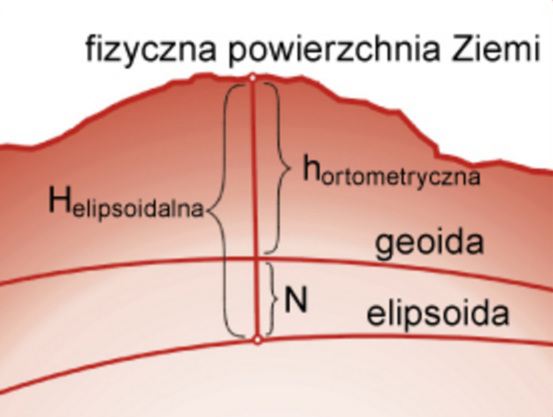 fizyczna powierzchnia Ziemi
hortometryczna
Helipsoidalna
geoida
N
elipsoida